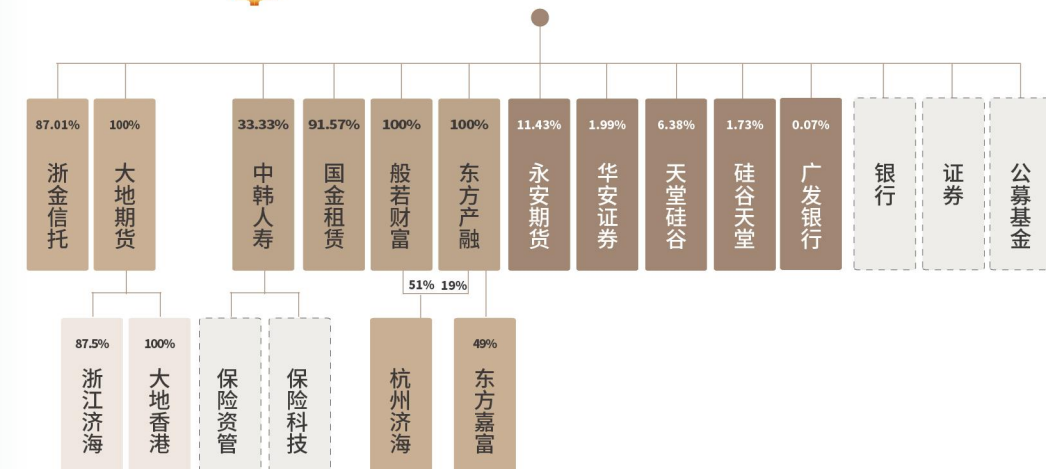 87.01%
浙金信托
100%
大地期货
33.33%
中韩人寿
91.57%
国金租赁
100%
般若财富
100%
东方产融
11.43%
永安期货
1.99%
华安证券
6.38%
天堂硅谷
1.73%
硅谷天堂
0.07%
广发银行
银行
证券
公募基金
51% 19%
87.5%
浙江济海
100%
大地香港
保险资管
保险科技
杭州济海
49%
东方嘉富